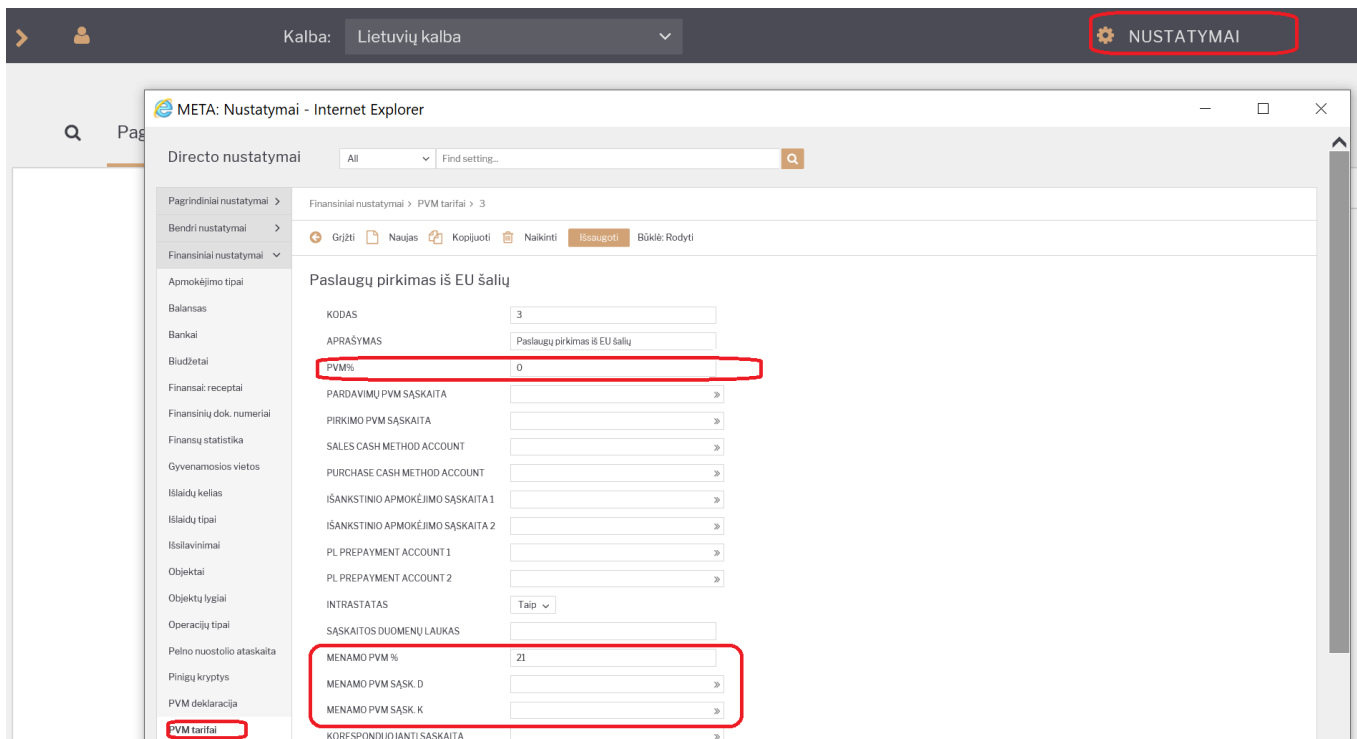 Kalba: Lietuvių kalba NUSTATYMAI
META: Nustatymai - Internet Explorer
Directo nustatymai All Find setting...
Pagrindiniai nustatymai
Bendri nustatymai
Finansiniai nustatymai
Apmokėjimo tipai
Balansas
Bankai
Biudžetai
Finansai: receptai
Finansinių dok. numeriai
Finansų statistika
Gyvenamosios vietos
Išlaidų kelias
Išlaidų tipai
Išsilavinimai
Objektai
Objektų lygiai
Operacijų tipai
Pelno nuostolio ataskaita
Pinigų kryptys
PVM deklaracija
PVM tarifai
Finansiniai nustatymai > PVM tarifai > 3
Grįžti Naujas Kopijuoti Naikinti Išsaugoti Būklė: Rodyti
Paslaugų pirkimas iš EU šalių
KODAS 3
APRAŠYMAS Paslaugų pirkimas iš EU šalių
PVM% 0
PARDAVIMŲ PVM SĄSKAITA
PIRKIMO PVM SĄSKAITA
SALES CASH METHOD ACCOUNT
PURCHASE CASH METHOD ACCOUNT
IŠANKSTINIO APMOKĖJIMO SĄSKAITA 1
IŠANKSTINIO APMOKĖJIMO SĄSKAITA 2
PL PREPAYMENT ACCOUNT 1
PL PREPAYMENT ACCOUNT 2
INTRASTATAS Taip
SĄSKAITOS DUOMENŲ LAUKAS
MENAMO PVM % 21
MENAMO PVM SĄSK. D
MENAMO PVM SĄSK. K
KORESPONDUOJANTI SĄSKAITA